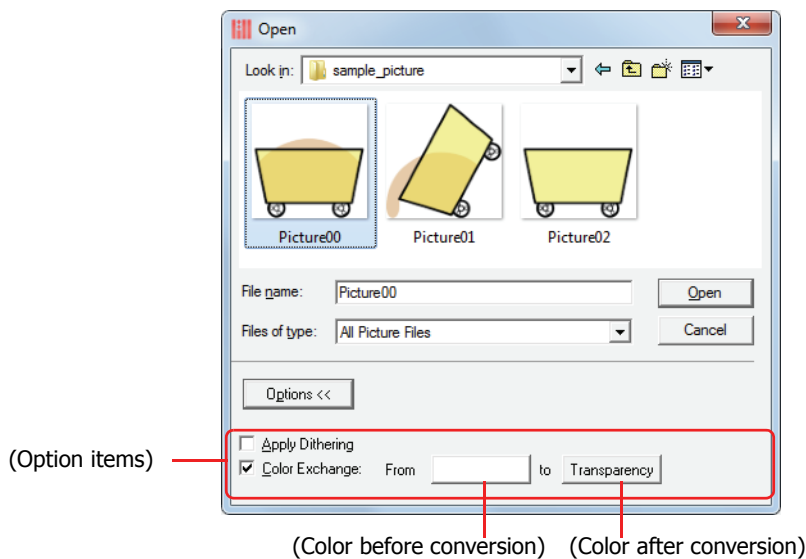 Open
Look in: sample_picture
Picture00 Picture01 Picture02
File name: Picture00 Open
Files of type: All Picture Files Cancel
Options <<
(Option items)
Apply Dithering
Color Exchange: From to Transparency
(Color before conversion) (Color after conversion)